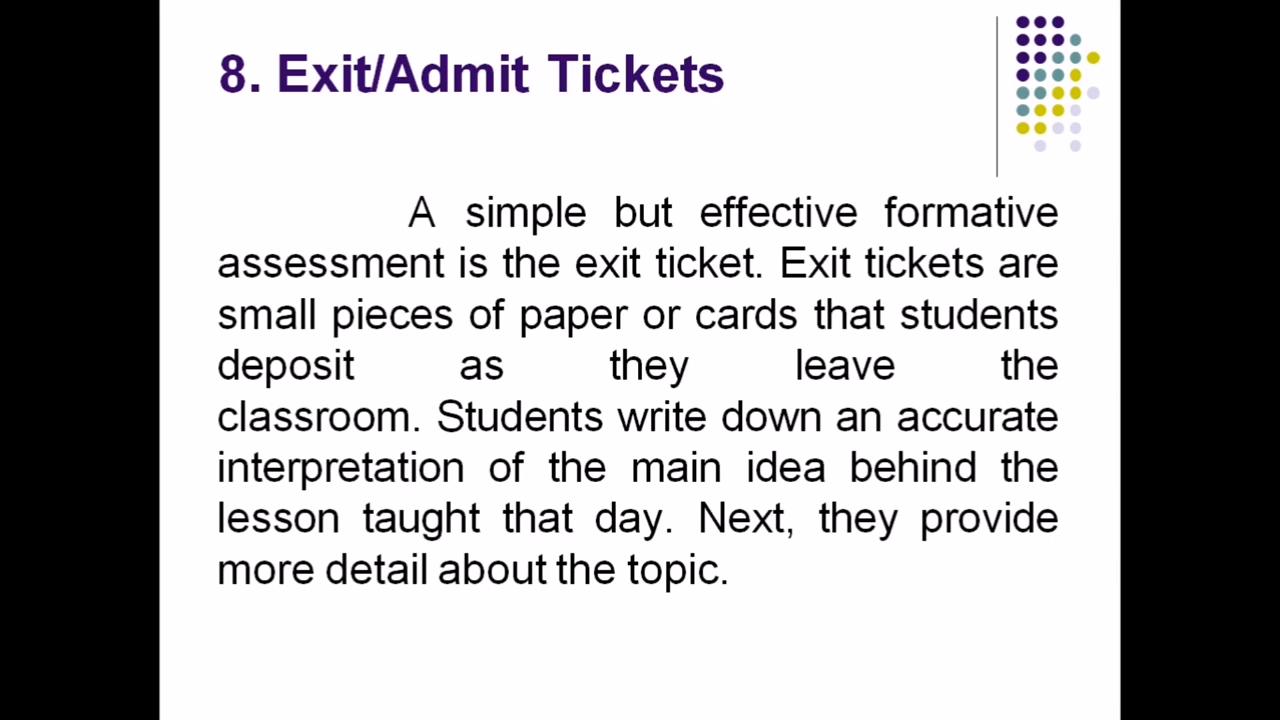 8. Exit/Admit Tickets
A simple but effective formative
assessment is the exit ticket. Exit tickets are
small pieces of paper or cards that students
deposit as they leave the
classroom. Students write down an accurate
interpretation of the main idea behind the
lesson taught that day. Next, they provide
more detail about the topic.